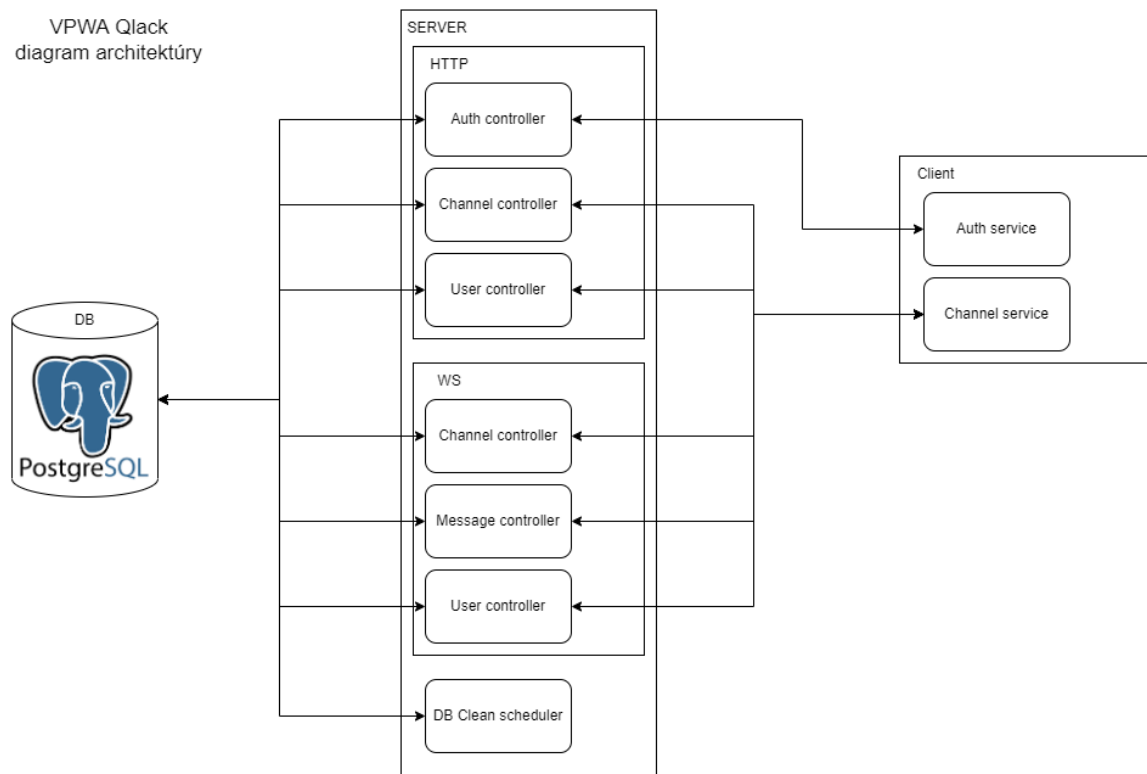 VPWA Qlack
diagram architektúry
SERVER
HTTP
Auth controller
Channel controller
User controller
WS
Channel controller
Message controller
User controller
DB Clean scheduler
DB
PostgreSQL
Client
Auth service
Channel service